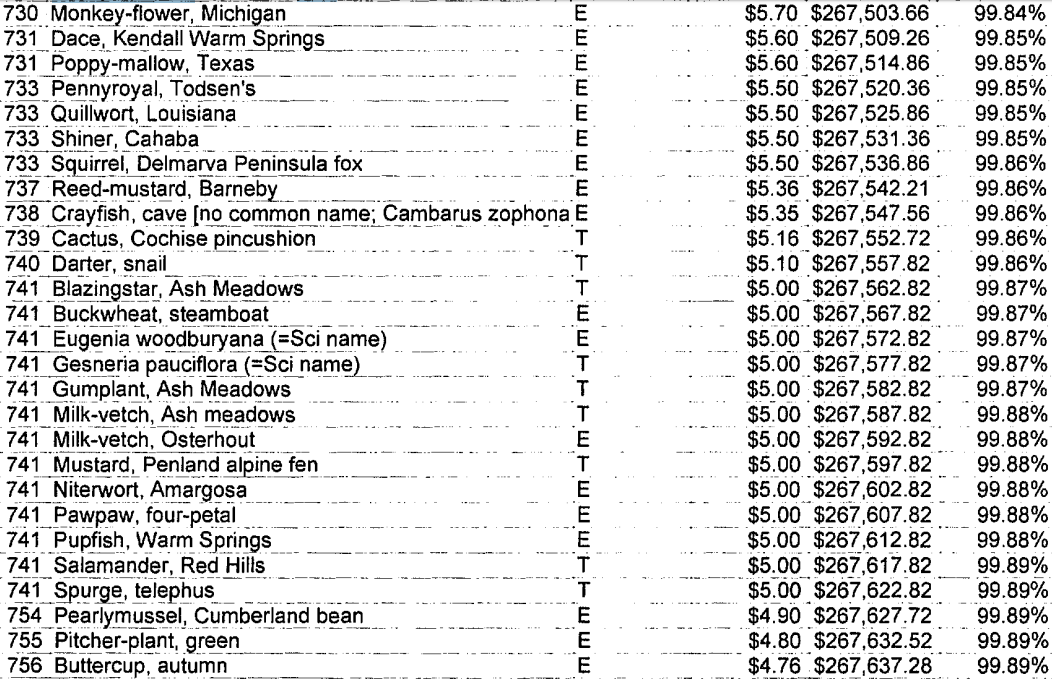 730 Monkey-flower, Michigan E $5.70 $267,503.66 99.84%
731 Dace, Kendall Warm Springs E $5.60 $267,509.26 99.85%
731 Poppy-mallow, Texas E $5.60 $267,514.86 99.85%
733 Pennyroyal, Todsen's E $5.50 $267,520.36 99.85%
733 Quillwort, Louisiana E $5.50 $267,525.86 99.85%
733 Shiner, Cahaba E $5.50 $267,531.36 99.85%
733 Squirrel, Delmarva Peninsula fox E $5.50 $267,536.86 99.86%
737 Reed-mustard, Barneby E $5.36 $267,542.21 99.86%
738 Crayfish, cave [no common name; Cambarus zophona E $5.35 $267,547.56 99.86%
739 Cactus, Cochise pincushion T $5.16 $267,552.72 99.86%
740 Darter, snail T $5.10 $267,557.82 99.86%
741 Blazingstar, Ash Meadows T $5.00 $267,562.82 99.87%
741 Buckwheat, steamboat E $5.00 $267,567.82 99.87%
741 Eugenia woodburyana (=Sci name) E $5.00 $267,572.82 99.87%
741 Gesneria pauciflora (=Sci name) T $5.00 $267,577.82 99.87%
741 Gumplant, Ash Meadows T $5.00 $267,582.82 99.87%
741 Milk-vetch, Ash meadows T $5.00 $267,587.82 99.88%
741 Milk-vetch, Osterhout E $5.00 $267,592.82 99.88%
741 Mustard, Penland alpine fen T $5.00 $267,597.82 99.88%
741 Niterwort, Amargosa E $5.00 $267,602.82 99.88%
741 Pawpaw, four-petal E $5.00 $267,607.82 99.88%
741 Pupfish, Warm Springs E $5.00 $267,612.82 99.88%
741 Salamander, Red Hills T $5.00 $267,617.82 99.89%
741 Spurge, telephus T $5.00 $267,622.82 99.89%
754 Pearlymussel, Cumberland bean E $4.90 $267,627.72 99.89%
755 Pitcher-plant, green E $4.80 $267,632.52 99.89%
756 Buttercup, autumn E $4.76 $267,637.28 99.89%